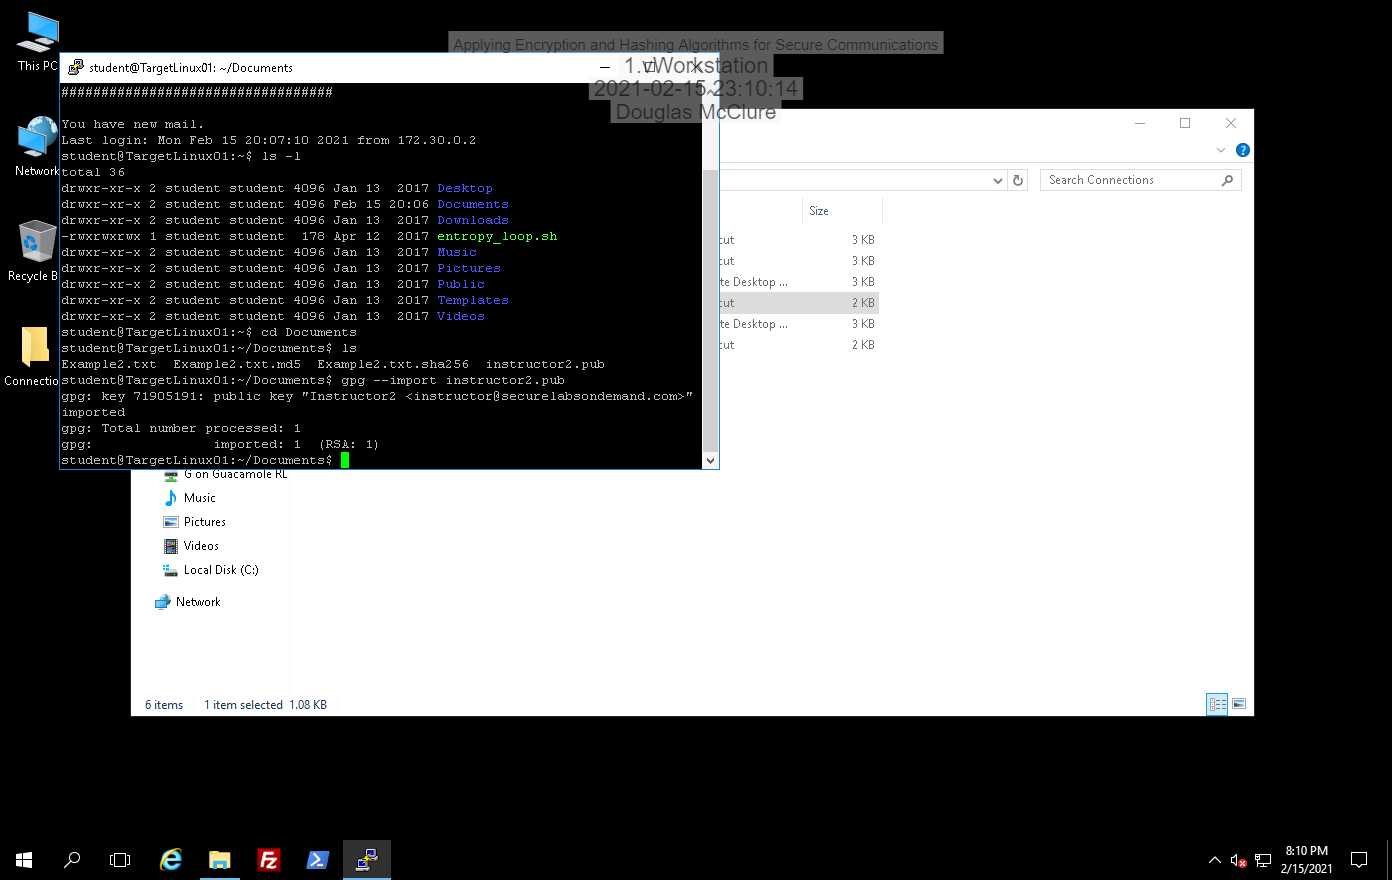 Applying Encryption and Hashing Algorithms for Secure Communications
1. vWorkstation
2021-02-15 23:10:14
Douglas McClure
This PC
Network
Recycle B
Connectio
student@TargetLinux01: ~/Documents
##################################
You have new mail.
Last login: Mon Feb 15 20:07:10 2021 from 172.30.0.2
student@TargetLinux01:~$ ls -l
total 36
drwxr-xr-x 2 student student 4096 Jan 13  2017 Desktop
drwxr-xr-x 2 student student 4096 Feb 15 20:06 Documents
drwxr-xr-x 2 student student 4096 Jan 13  2017 Downloads
-rwxrwxrwx 1 student student  178 Apr 12  2017 entropy_loop.sh
drwxr-xr-x 2 student student 4096 Jan 13  2017 Music
drwxr-xr-x 2 student student 4096 Jan 13  2017 Pictures
drwxr-xr-x 2 student student 4096 Jan 13  2017 Public
drwxr-xr-x 2 student student 4096 Jan 13  2017 Templates
drwxr-xr-x 2 student student 4096 Jan 13  2017 Videos
student@TargetLinux01:~$ cd Documents
student@TargetLinux01:~/Documents$ ls
Example2.txt  Example2.txt.md5  Example2.txt.sha256  instructor2.pub
student@TargetLinux01:~/Documents$ gpg --import instructor2.pub
gpg: key 71905191: public key "Instructor2 <instructor@securelabsondemand.com>"
imported
gpg: Total number processed: 1
gpg:               imported: 1  (RSA: 1)
student@TargetLinux01:~/Documents$
Search Connections
Size
cut 3 KB
cut 3 KB
te Desktop ... 3 KB
cut 2 KB
te Desktop ... 3 KB
cut 2 KB
G on Guacamole RL
Music
Pictures
Videos
Local Disk (C:)
Network
6 items 1 item selected 1.08 KB
8:10 PM
2/15/2021